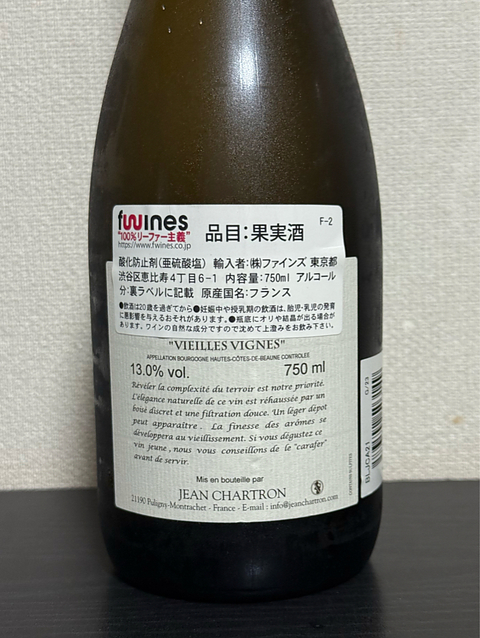 fwines
"100%リーファー主義"
https://www.fwines.co.jp
品目:果実酒
F-2
酸化防止剤(亜硫酸塩) 輸入者:㈱ファインズ 東京都
渋谷区恵比寿4丁目6-1 内容量:750ml アルコール
分:裏ラベルに記載 原産国名:フランス
●飲酒は20歳を過ぎてから●妊娠中や授乳期の飲酒は、胎児・乳児の発育
に悪影響を与えるおそれがあります。●瓶底にオリや結晶が出る場合が
あります。ワインの自然な成分ですので沈めて上澄みをお飲み下さい。
"VIEILLES VIGNES"
APPELLATION BOURGOGNE HAUTES-CÔTES-DE-BEAUNE CONTROLÉE
13.0% vol.
750 ml
Révéler la complexité du terroir est notre priorité.
L'élégance naturelle de ce vin est réhaussée par un
boisé discret et une filtration douce. Un léger dépôt
peut apparaître. La finesse des arômes se
développera au vieillissement. Si vous dégustez ce
vin jeune, nous vous conseillons de le "carafer"
avant de servir.
Mis en bouteille par
JEAN CHARTRON
21190 Puligny-Montrachet - France - E-mail : info@jeanchartron.com
G/23
BLJCA21